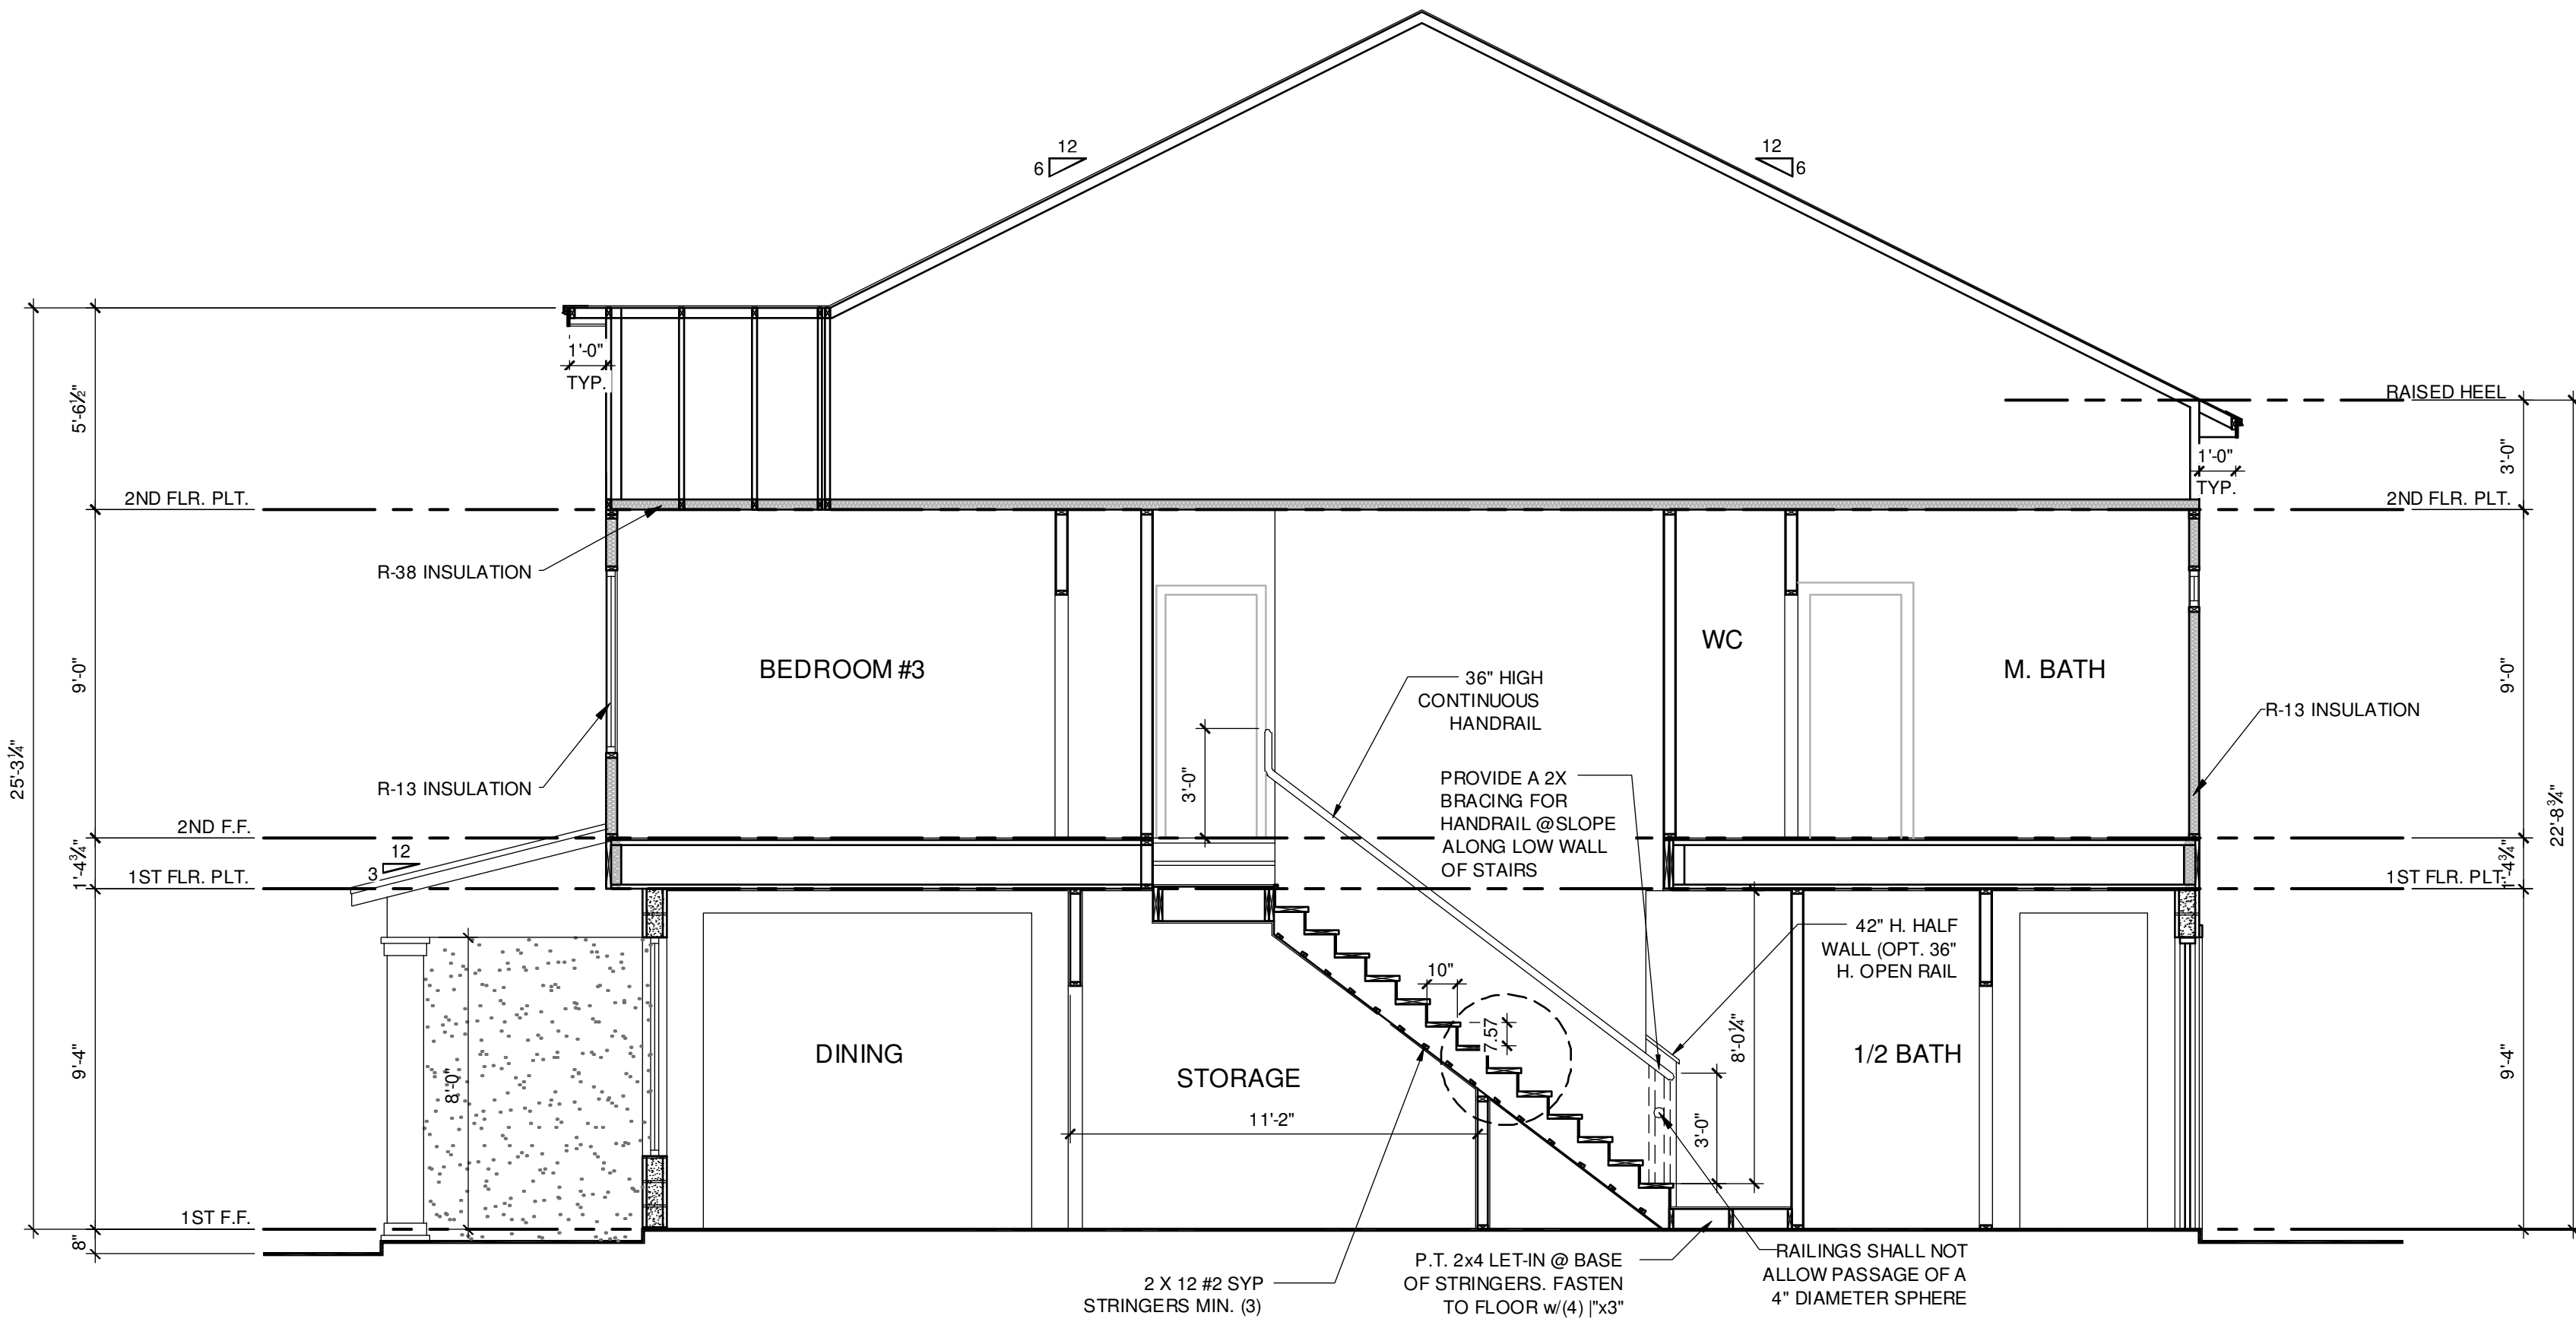 12
6
12
6
1'-0"
TYP.
RAISED HEEL
5'-6½"
3'-0"
1'-0"
TYP.
2ND FLR. PLT.
2ND FLR. PLT.
R-38 INSULATION
WC
BEDROOM #3
M. BATH
36" HIGH
CONTINUOUS
HANDRAIL
9'-0"
9'-0"
R-13 INSULATION
25'-3¼"
22'-8¾"
3'-0"
R-13 INSULATION
PROVIDE A 2X
BRACING FOR
HANDRAIL @SLOPE
ALONG LOW WALL
OF STAIRS
2ND F.F.
12
3
1'-4¾"
1'-4¾"
1ST FLR. PLT.
1ST FLR. PLT.
42" H. HALF
WALL (OPT. 36"
H. OPEN RAIL
10"
7.57
8'-0¼"
DINING
STORAGE
1/2 BATH
9'-4"
9'-4"
8'-0"
11'-2"
3'-0"
1ST F.F.
8"
2 X 12 #2 SYP
STRINGERS MIN. (3)
P.T. 2x4 LET-IN @ BASE
OF STRINGERS. FASTEN
TO FLOOR w/(4) |"x3"
RAILINGS SHALL NOT
ALLOW PASSAGE OF A
4" DIAMETER SPHERE